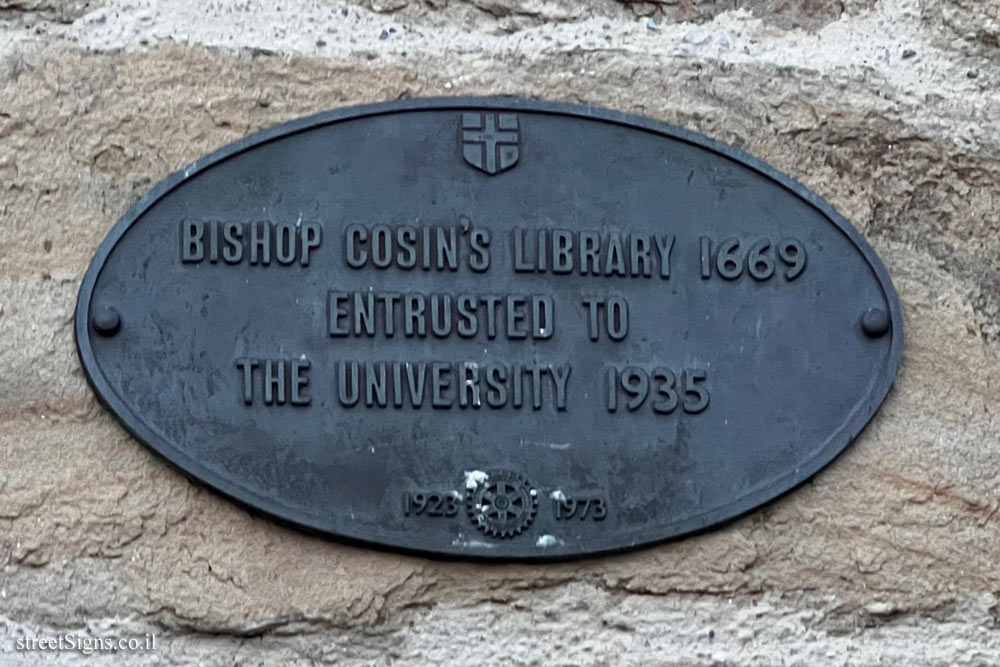 BISHOP COSIN'S LIBRARY 1669
ENTRUSTED TO
THE UNIVERSITY 1935
1923 1973
streetSigns.co.il